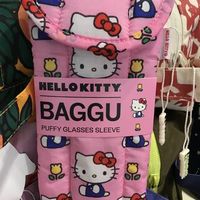 HELLO KITTY
BAGGU
PUFFY GLASSES SLEEVE